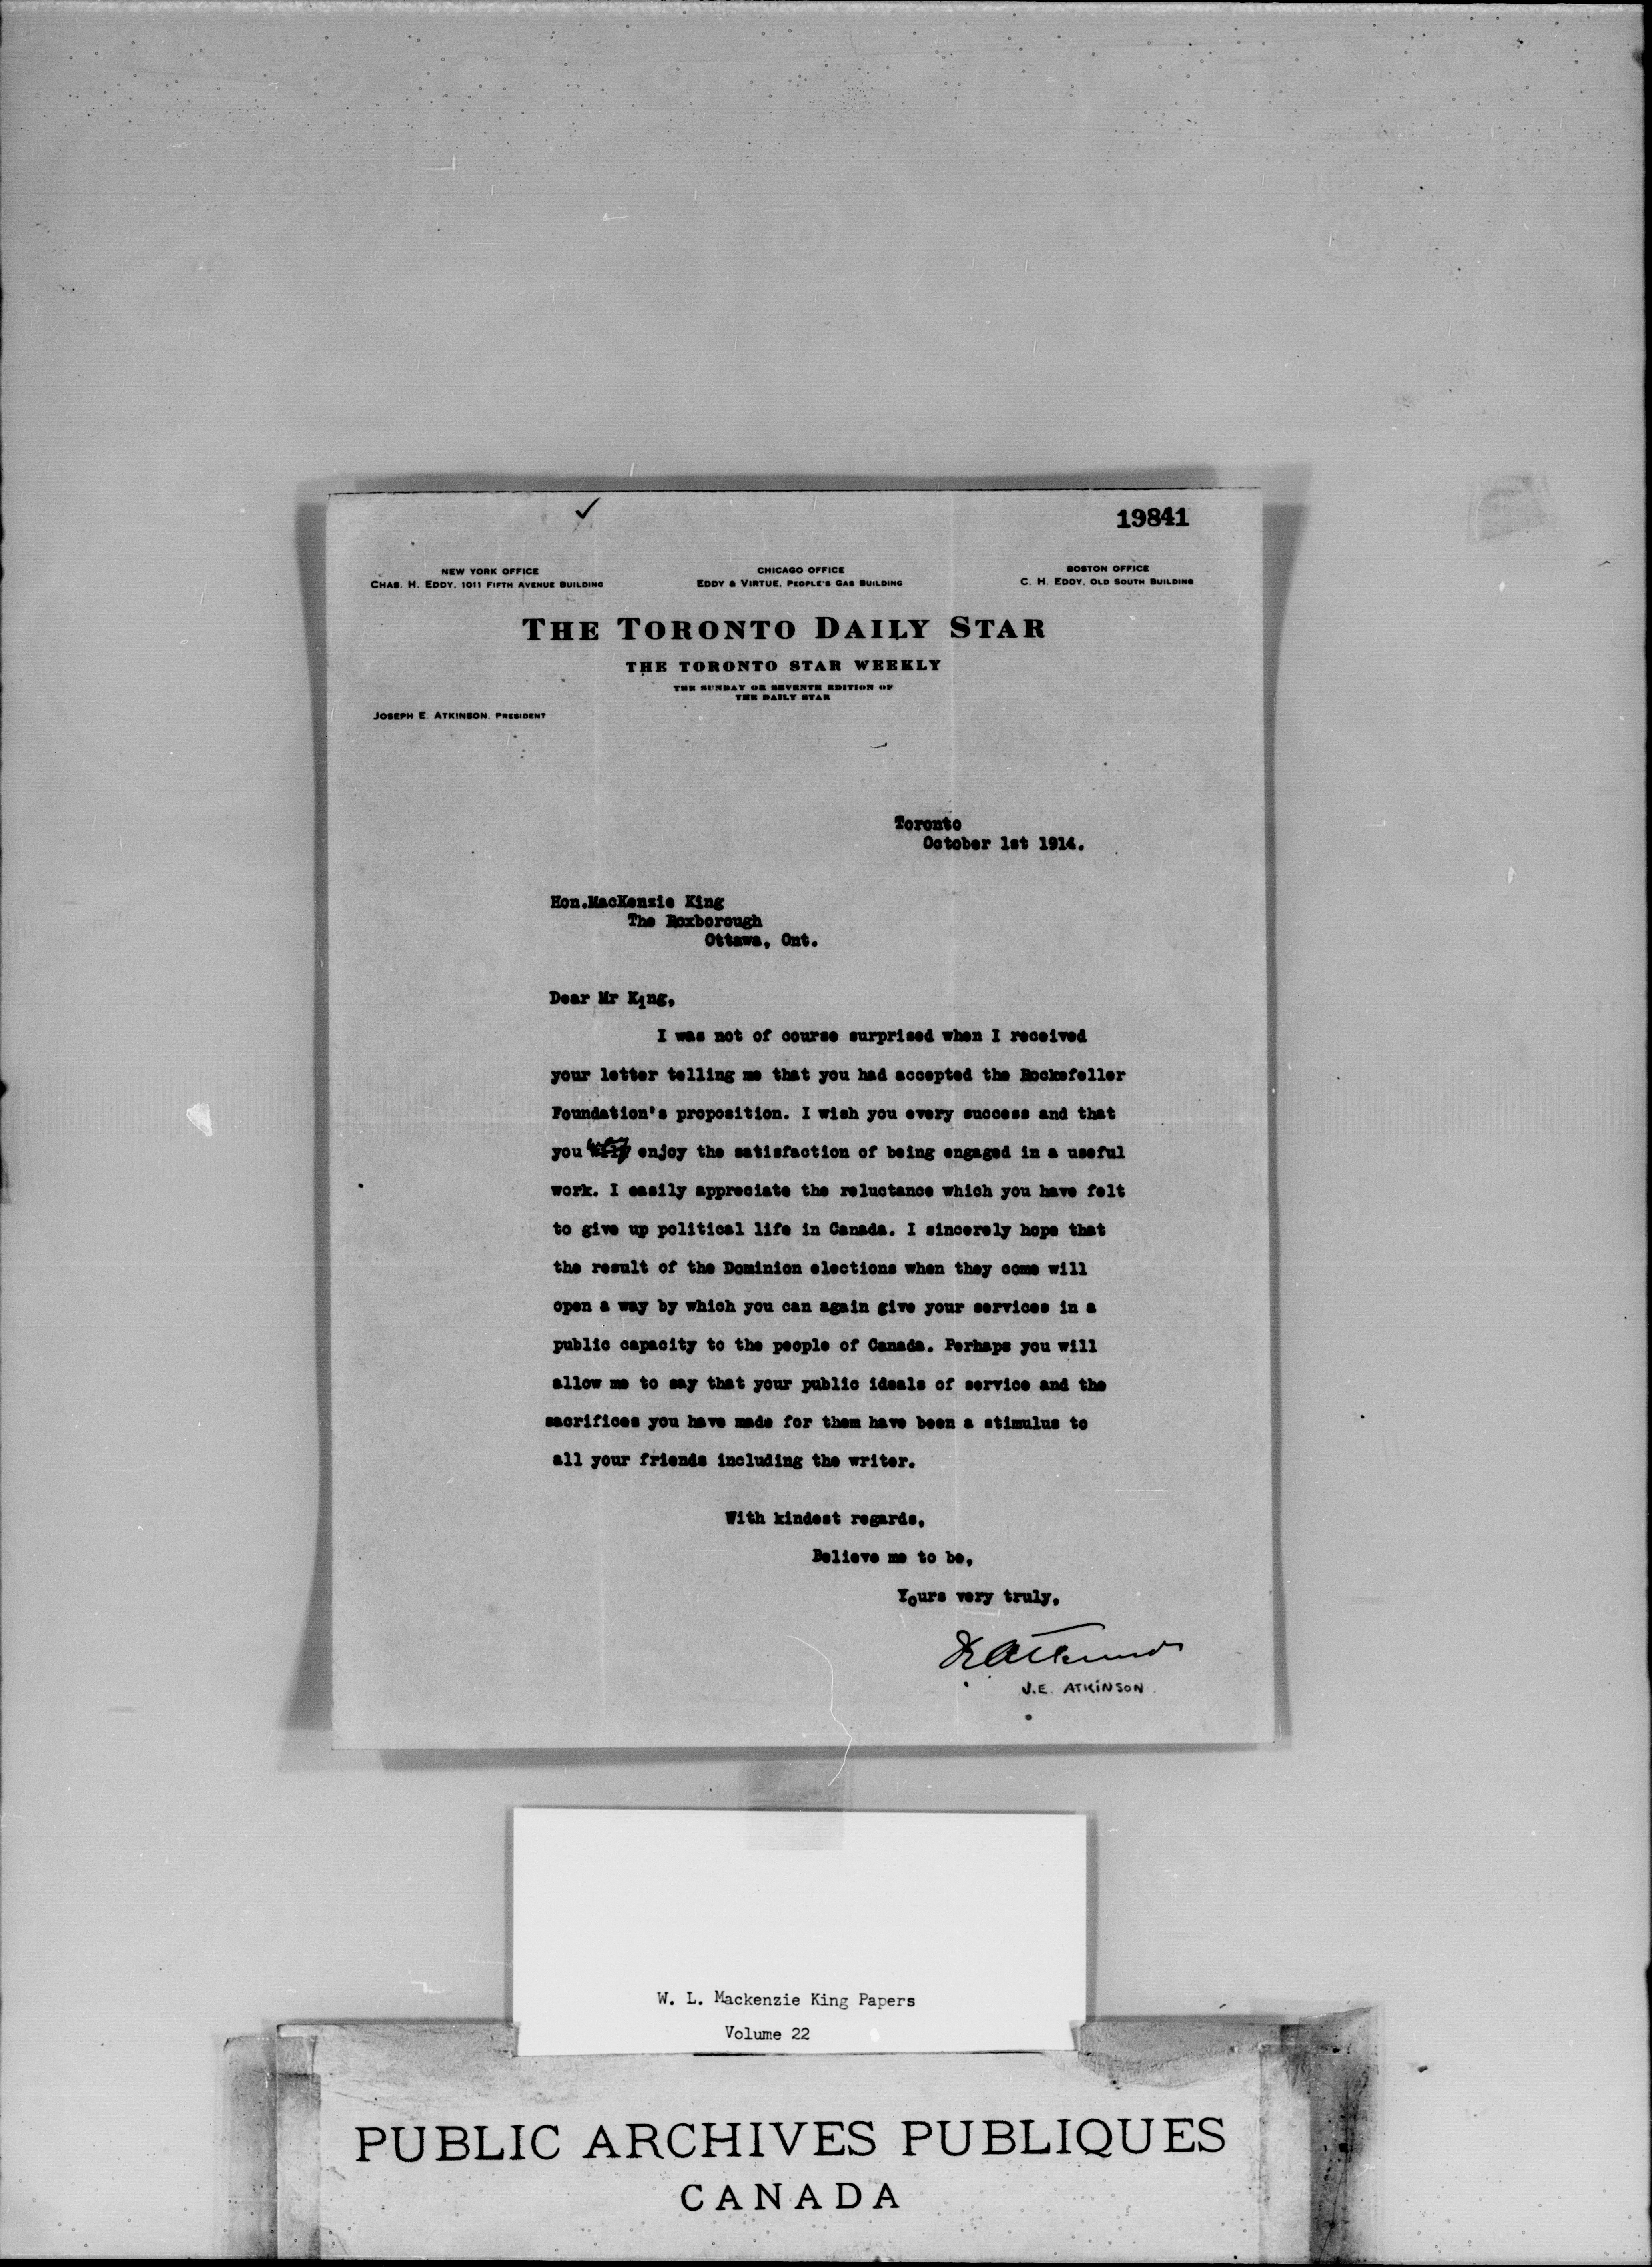 19841
NEW YORK OFFICE
CHAS. H. EDDY, 1011 FIFTH AVENUE BUILDING
CHICAGO OFFICE
EDDY & VIRTUE, PEOPLE'S GAS BUILDING
BOSTON OFFICE
C. H. EDDY, OLD SOUTH BUILDING
THE TORONTO DAILY STAR
THE TORONTO STAR WEEKLY
THE SUNDAY OR SEVENTH EDITION OF
THE DAILY STAR
JOSEPH E. ATKINSON, PRESIDENT
Toronto
October 1st 1914.
Hon.MacKenzie King
The Roxborough
Ottawa, Ont.
Dear Mr King,
I was not of course surprised when I received
your letter telling me that you had accepted the Rockefeller
Foundation's proposition. I wish you every success and that
you enjoy the satisfaction of being engaged in a useful
work. I easily appreciate the reluctance which you have felt
to give up political life in Canada. I sincerely hope that
the result of the Dominion elections when they come will
open a way by which you can again give your services in a
public capacity to the people of Canada. Perhaps you will
allow me to say that your public ideals of service and the
sacrifices you have made for them have been a stimulus to
all your friends including the writer.
With kindest regards,
Believe me to be,
Yours very truly,
J.E. ATKINSON
W. L. Mackenzie King Papers
Volume 22
PUBLIC ARCHIVES PUBLIQUES
CANADA